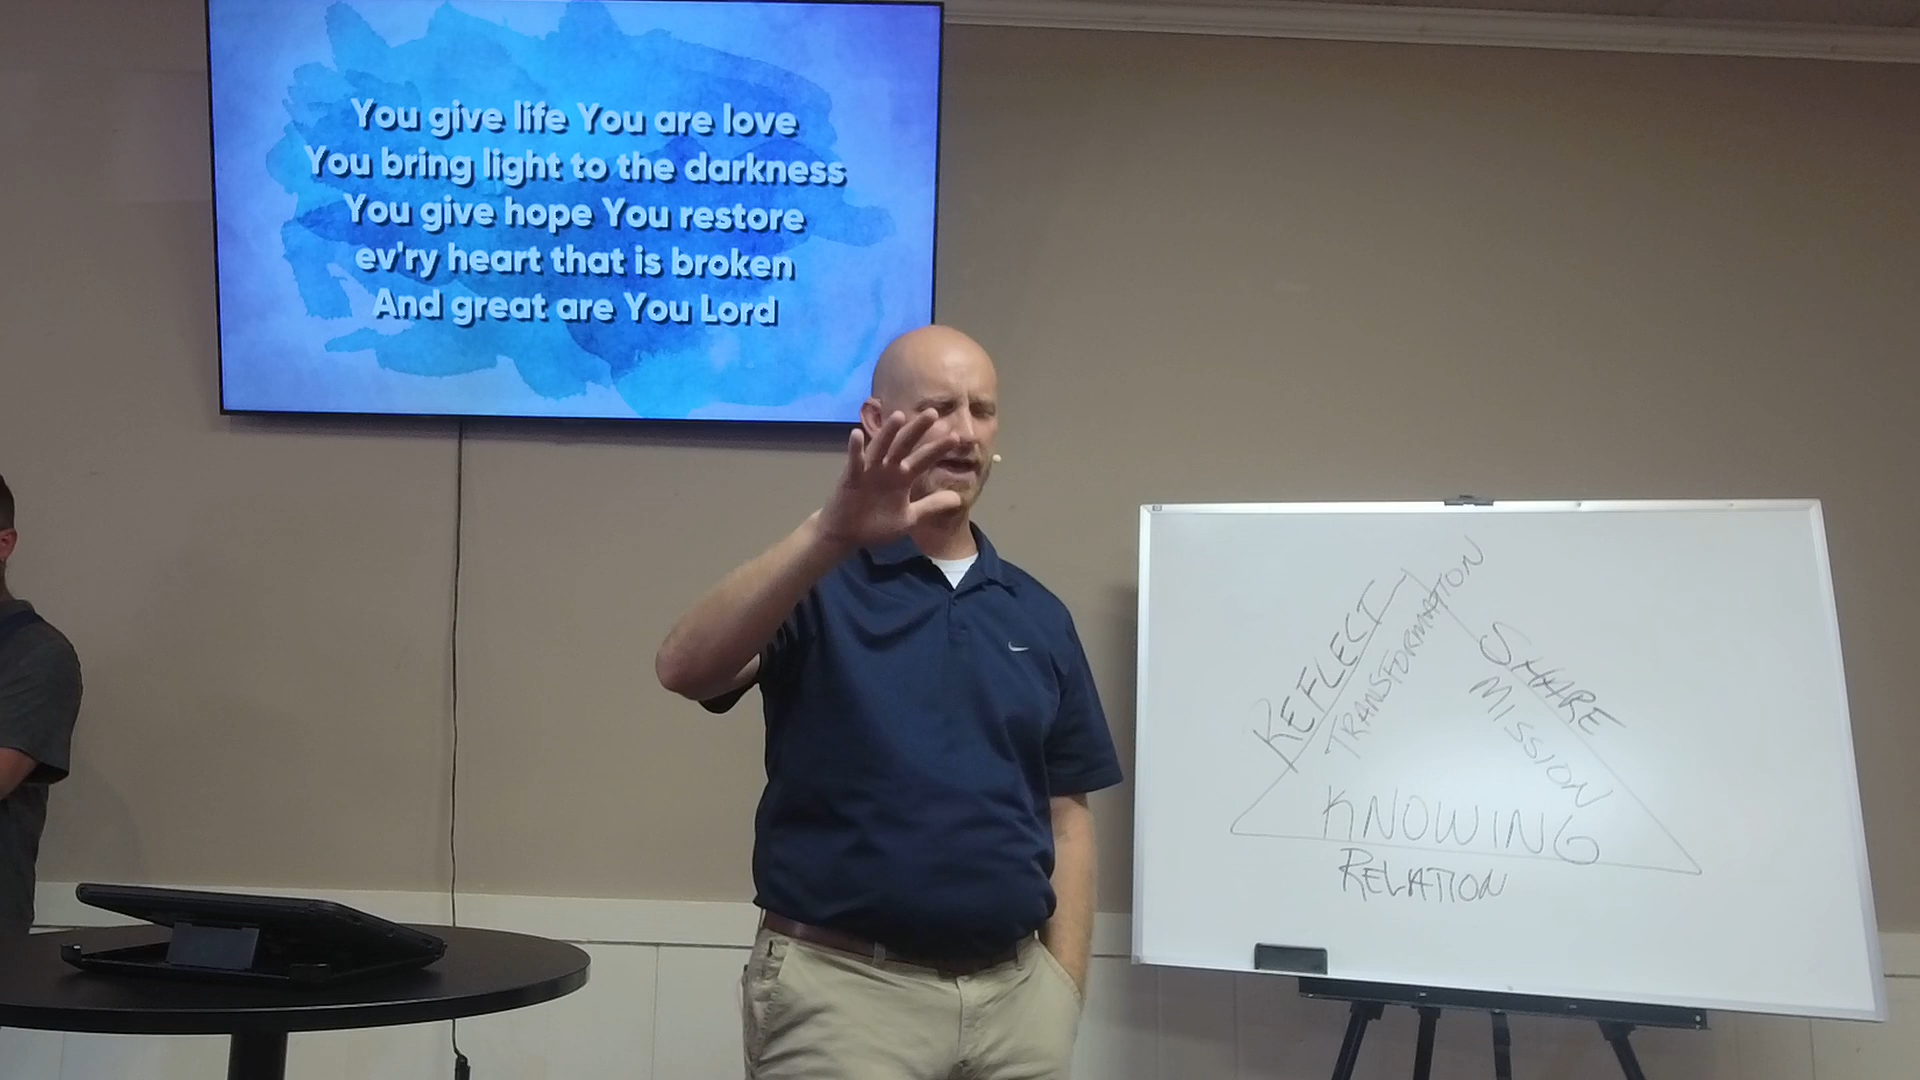 You give life You are love
You bring light to the darkness
You give hope You restore
ev'ry heart that is broken
And great are You Lord
REFLECT
TRANSFORMATION
SHARE
MISSION
KNOWING
RELATION